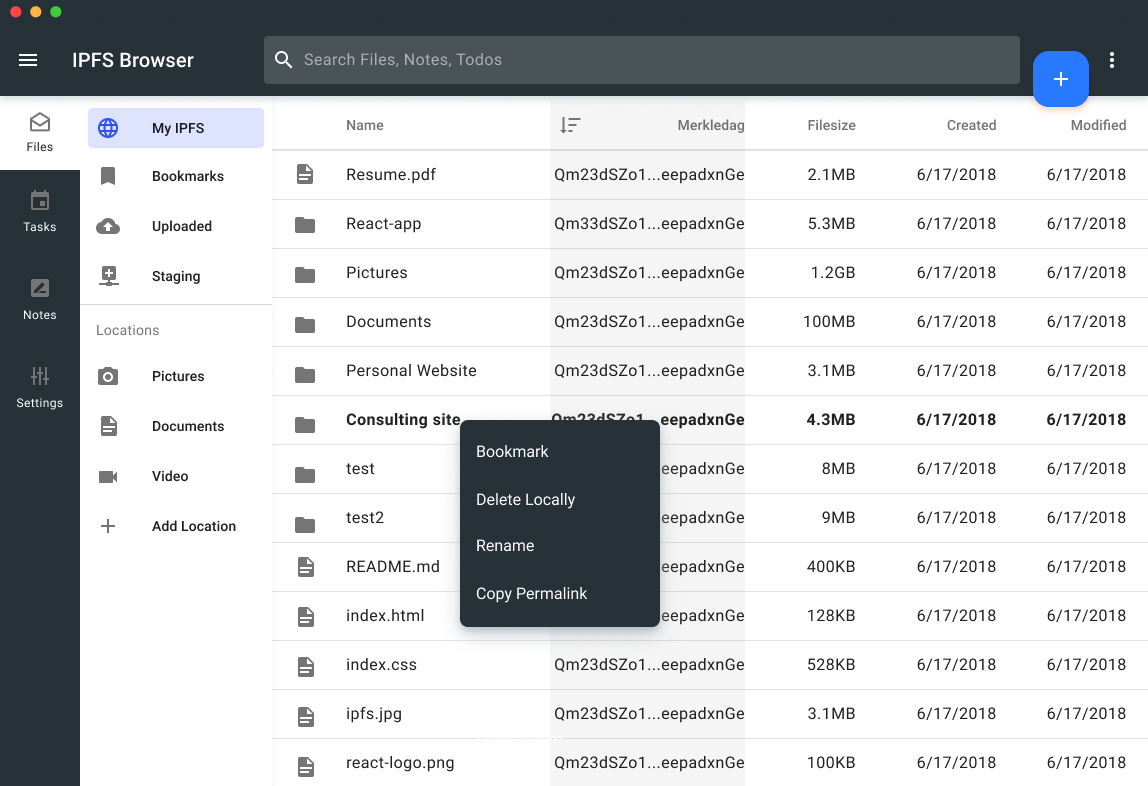 IPFS Browser
Search Files, Notes, Todos
Files
Tasks
Notes
Settings
My IPFS
Bookmarks
Uploaded
Staging
Locations
Pictures
Documents
Video
Add Location
Name Merkledag Filesize Created Modified
Resume.pdf Qm23dSZo1...eepadxnGe 2.1MB 6/17/2018 6/17/2018
React-app Qm33dSZo1...eepadxnGe 5.3MB 6/17/2018 6/17/2018
Pictures Qm23dSZo1...eepadxnGe 1.2GB 6/17/2018 6/17/2018
Documents Qm23dSZo1...eepadxnGe 100MB 6/17/2018 6/17/2018
Personal Website Qm23dSZo1...eepadxnGe 3.1MB 6/17/2018 6/17/2018
Consulting site Qm23dSZo1...eepadxnGe 4.3MB 6/17/2018 6/17/2018
test eepadxnGe 8MB 6/17/2018 6/17/2018
test2 eepadxnGe 9MB 6/17/2018 6/17/2018
README.md eepadxnGe 400KB 6/17/2018 6/17/2018
index.html eepadxnGe 128KB 6/17/2018 6/17/2018
index.css Qm23dSZo1...eepadxnGe 528KB 6/17/2018 6/17/2018
ipfs.jpg Qm23dSZo1...eepadxnGe 3.1MB 6/17/2018 6/17/2018
react-logo.png Qm23dSZo1...eepadxnGe 100KB 6/17/2018 6/17/2018
Bookmark
Delete Locally
Rename
Copy Permalink